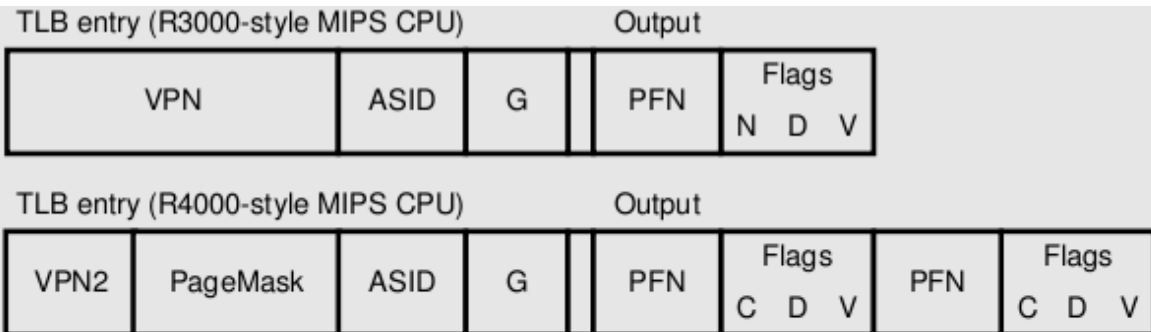 TLB entry (R3000-style MIPS CPU) Output
VPN ASID G PFN Flags
N D V
TLB entry (R4000-style MIPS CPU) Output
VPN2 PageMask ASID G PFN Flags PFN Flags
C D V C D V